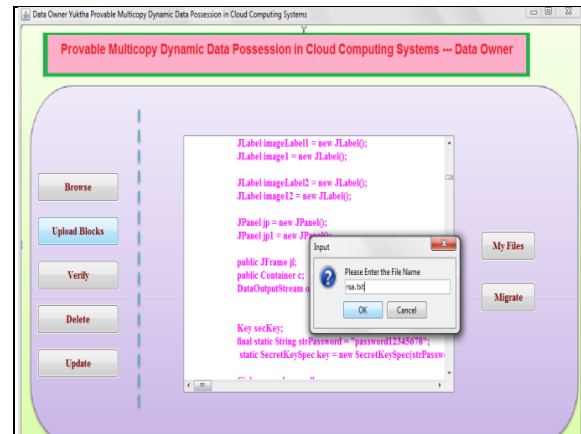 Data Owner Yuktha Provable Multicopy Dynamic Data Possession in Cloud Computing Systems
Provable Multicopy Dynamic Data Possession in Cloud Computing Systems --- Data Owner
Browse
Upload Blocks
Verify
Delete
Update
JLabel imageLabel1 = new JLabel();
JLabel image1 = new JLabel();
JLabel imageLabel2 = new JLabel();
JLabel image12 = new JLabel();
JPanel jp = new JPanel();
JPanel jp1 = new
public JFrame jf;
public Container c;
DataOutputStream
Key secKey;
final static String strPassword = "password12345678";
static SecretKeySpec key = new SecretKeySpec(strPassw
Input
Please Enter the File Name
rsa.txt
OK
Cancel
My Files
Migrate